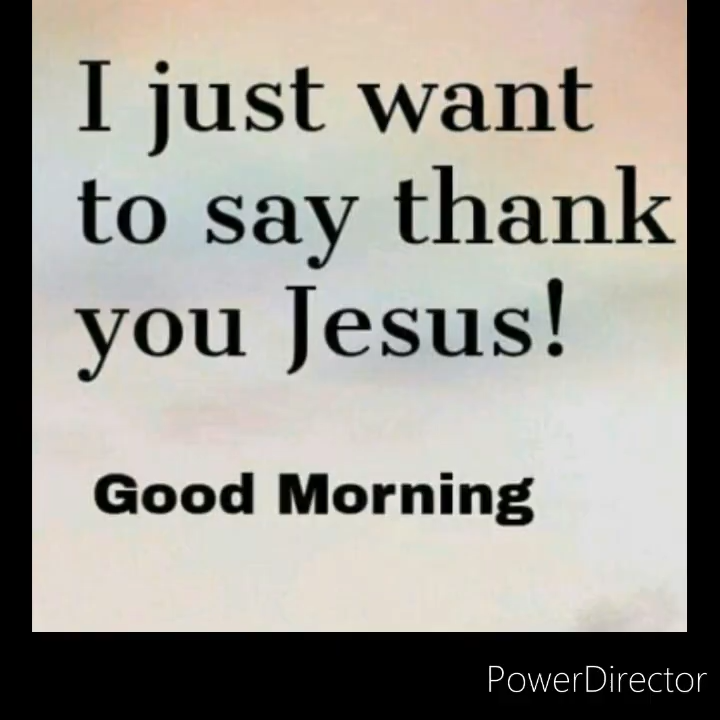 I just want
to say thank
you Jesus!
Good Morning
PowerDirector